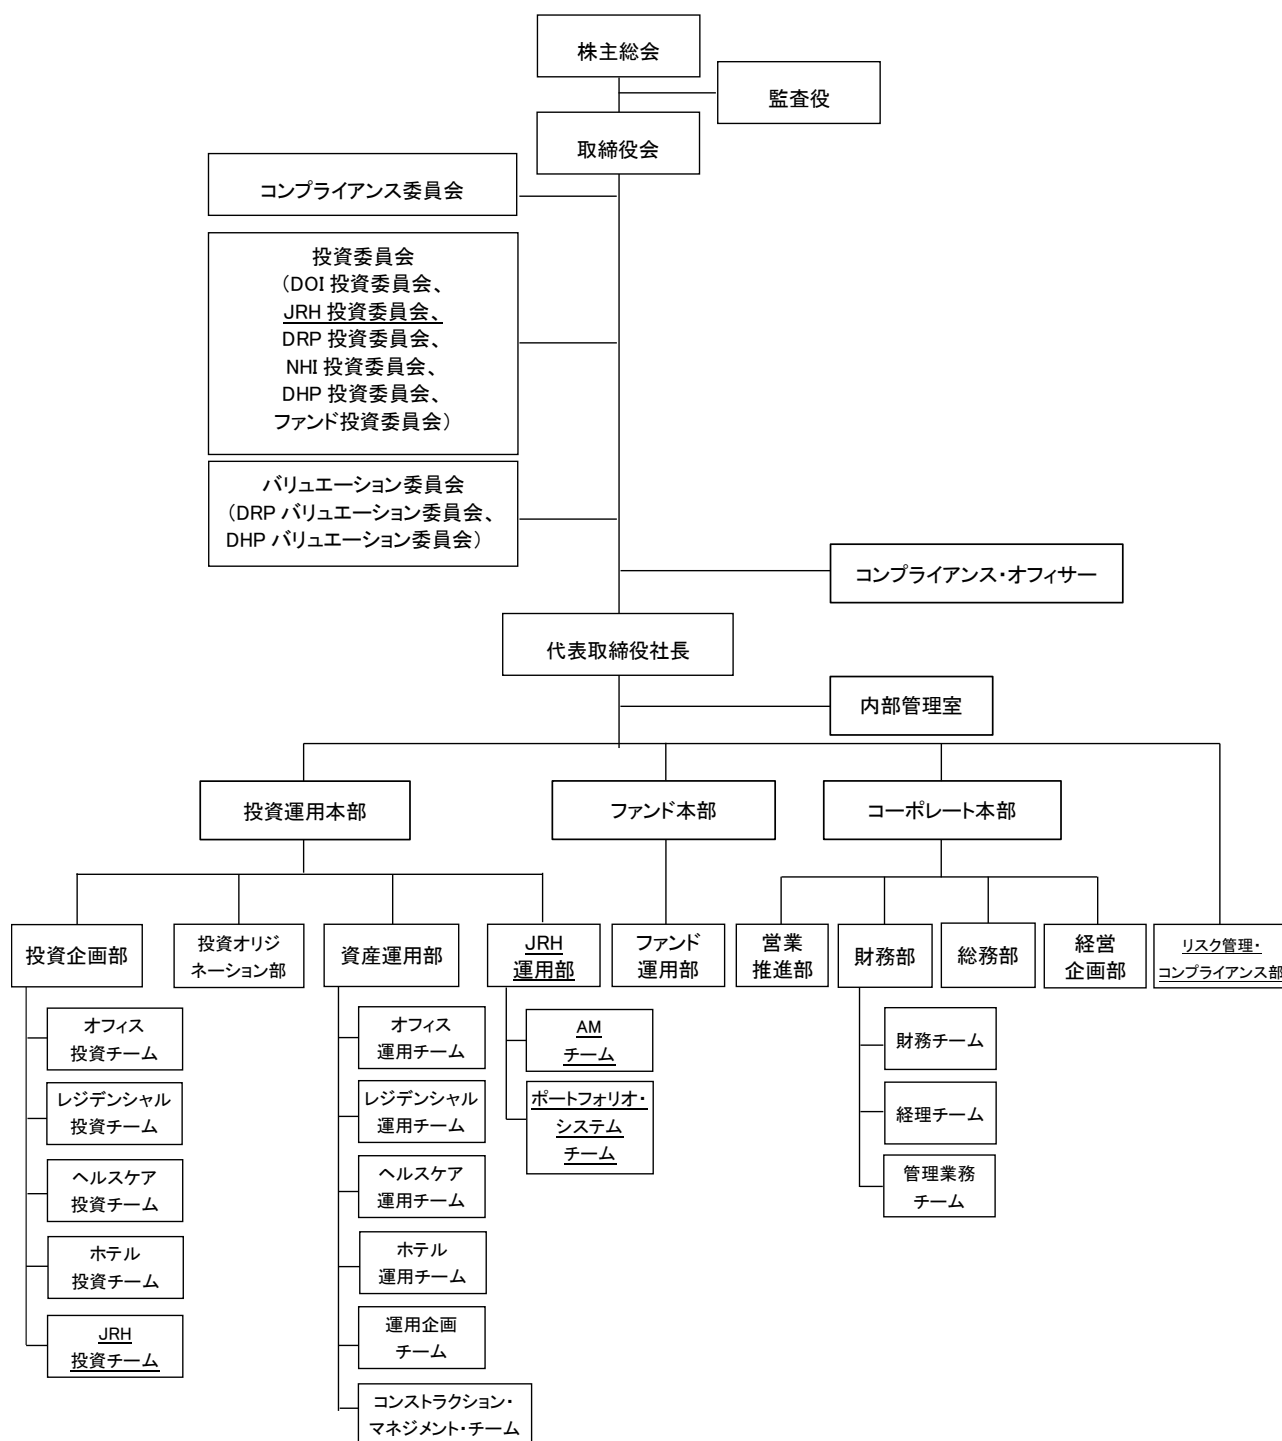 株主総会
監査役
取締役会
コンプライアンス委員会
投資委員会
(DOI 投資委員会、
JRH 投資委員会、
DRP 投資委員会、
NHI 投資委員会、
DHP 投資委員会、
ファンド投資委員会)
バリュエーション委員会
(DRP バリュエーション委員会、
DHP バリュエーション委員会)
コンプライアンス・オフィサー
代表取締役社長
内部管理室
投資運用本部
ファンド本部
コーポレート本部
投資企画部
投資オリジ
ネーション部
資産運用部
JRH
運用部
ファンド
運用部
営業
推進部
財務部
総務部
経営
企画部
リスク管理・
コンプライアンス部
オフィス
投資チーム
レジデンシャル
投資チーム
ヘルスケア
投資チーム
ホテル
投資チーム
JRH
投資チーム
オフィス
運用チーム
レジデンシャル
運用チーム
ヘルスケア
運用チーム
ホテル
運用チーム
運用企画
チーム
コンストラクション・
マネジメント・チーム
AM
チーム
ポートフォリオ・
システム
チーム
財務チーム
経理チーム
管理業務
チーム